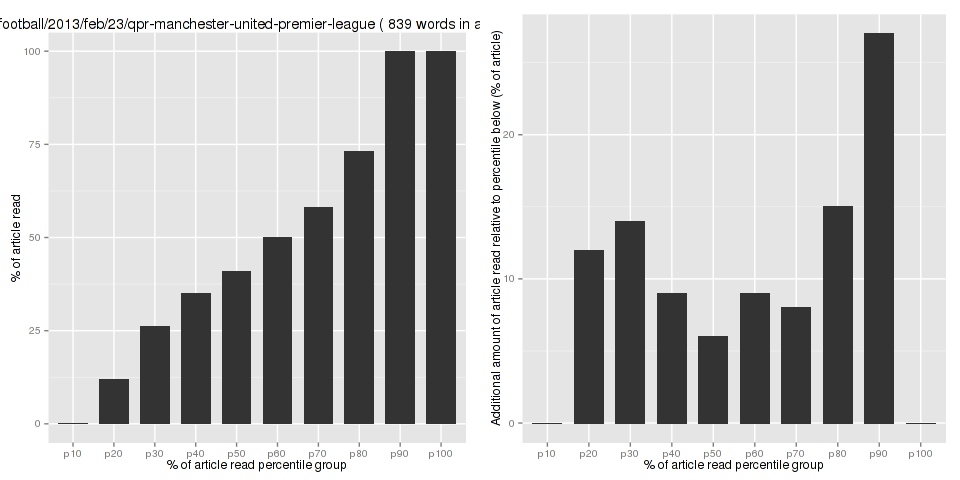 football/2013/feb/23/qpr-manchester-united-premier-league ( 839 words in a
% of article read
100
75
50
25
0
p10 p20 p30 p40 p50 p60 p70 p80 p90 p100
% of article read percentile group
Additional amount of article read relative to percentile below (% of article)
20
10
0
p10 p20 p30 p40 p50 p60 p70 p80 p90 p100
% of article read percentile group